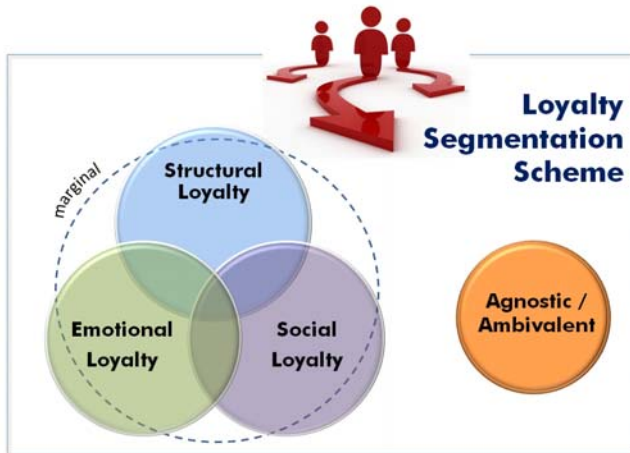 Loyalty
Segmentation
Scheme
marginal
Structural
Loyalty
Emotional
Loyalty
Social
Loyalty
Agnostic /
Ambivalent